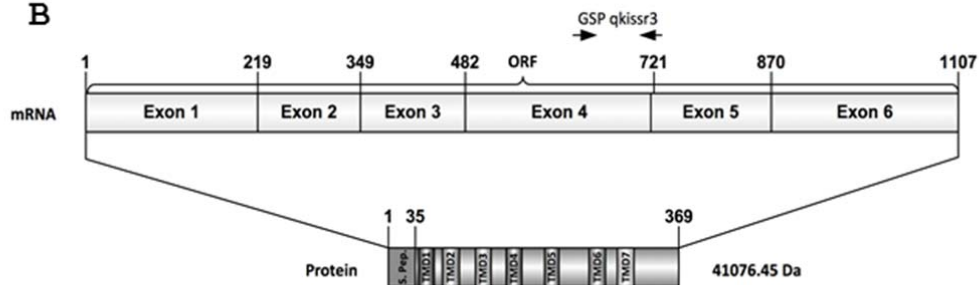 B
GSP qkissr3
1 219 349 482 ORF 721 870 1107
mRNA Exon 1 Exon 2 Exon 3 Exon 4 Exon 5 Exon 6
1 35 369
Protein S. Pep. TMD1 TMD2 TMD3 TMD4 TMD5 TMD6 TMD7 41076.45 Da